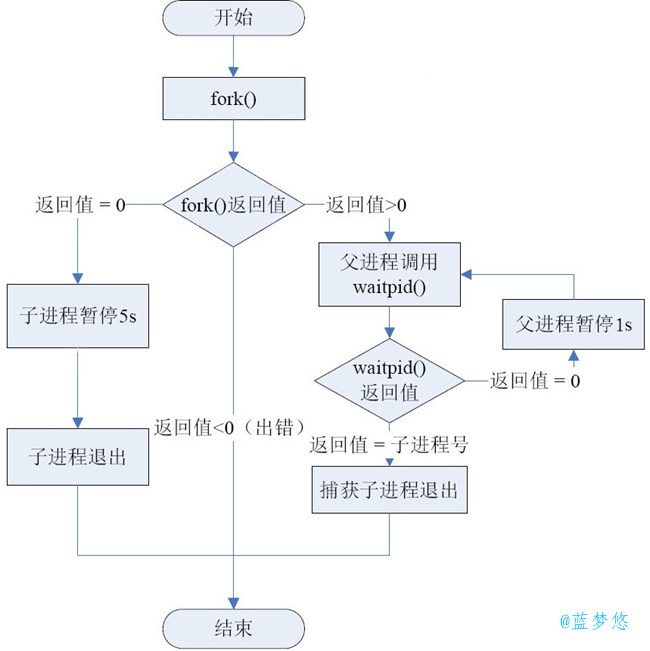 开始
fork()
fork()返回值
返回值 = 0
返回值>0
父进程调用
waitpid()
子进程暂停5s
父进程暂停1s
waitpid()
返回值
返回值 = 0
返回值<0（出错）
返回值 = 子进程号
子进程退出
捕获子进程退出
结束
@蓝梦悠